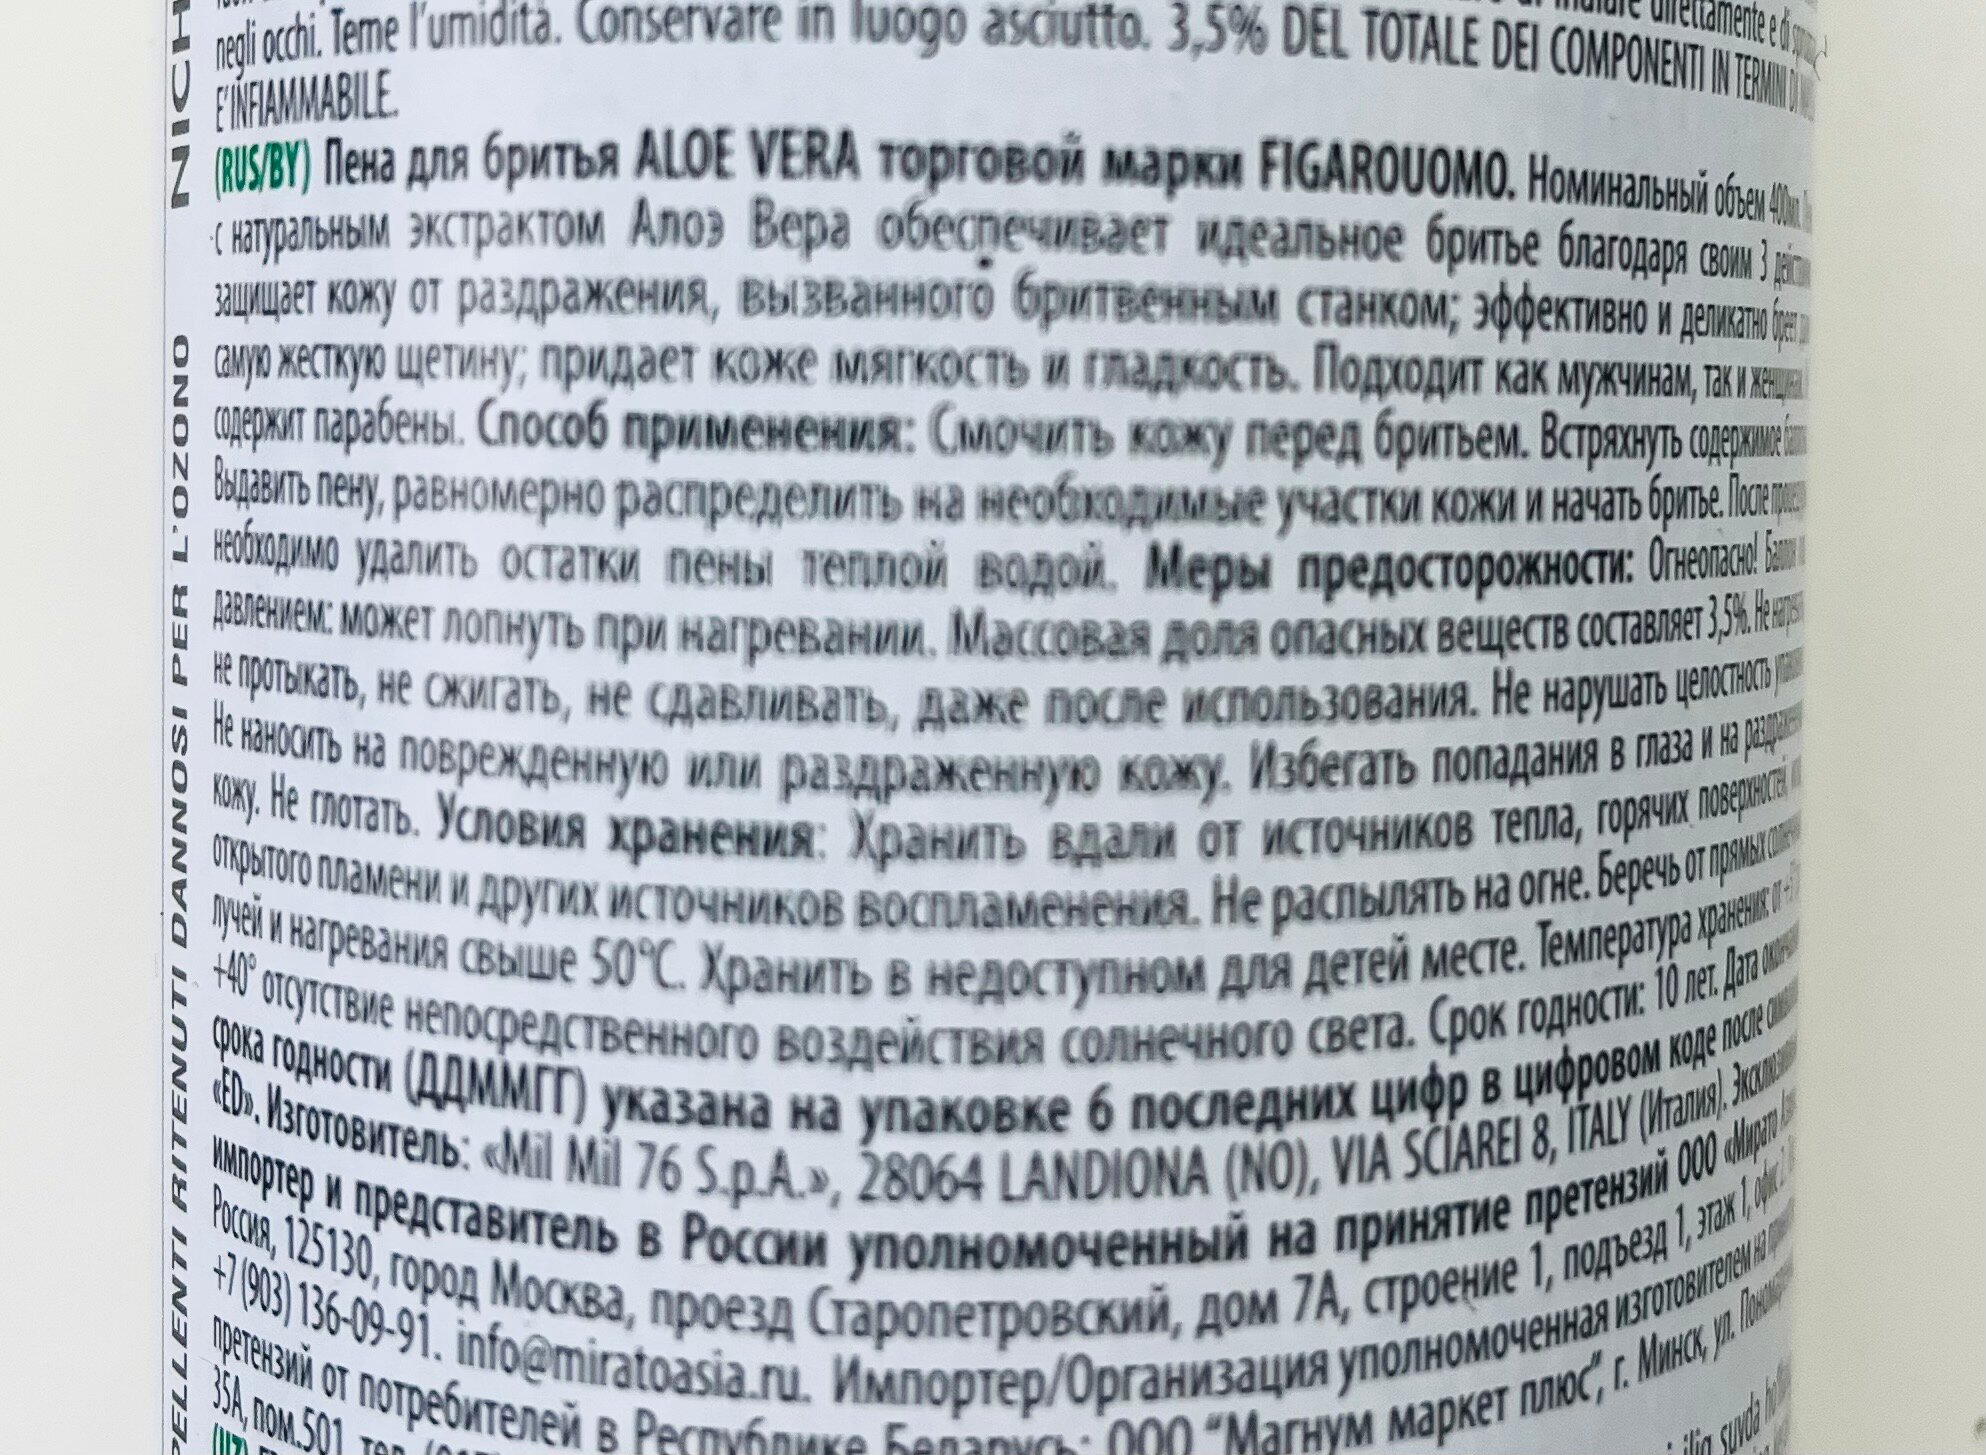 negli occhi. Teme l'umidità. Conservare in luogo asciutto. 3,5% DEL TOTALE DEI COMPONENTI IN TERMINI DI
E' INFIAMMABILE.
(RUS/BY) Пена для бритья ALOE VERA торговой марки FIGAROUOMO. Номинальный объем 400мл.
с натуральным экстрактом Алоэ Вера обеспечивает идеальное бритье благодаря своим 3
защищает кожу от раздражения, вызванного бритвенным станком; эффективно и деликатно бреет
самую жесткую щетину; придает коже мягкость и гладкость. Подходит как мужчинам, так и
содержит парабены. Способ применения: Смочить кожу перед бритьем. Встряхнуть содержимое
Выдавить пену, равномерно распределить на необходимые участки кожи и начать бритье. После
необходимо удалить остатки пены теплой водой. Меры предосторожности: Огнеопасно! Баллон
давлением: может лопнуть при нагревании. Массовая доля опасных веществ составляет 3,5%. Не
не протыкать, не сжигать, не сдавливать, даже после использования. Не нарушать целостность
Не наносить на поврежденную или раздраженную кожу. Избегать попадания в глаза и на
кожу. Не глотать. Условия хранения: Хранить вдали от источников тепла, горячих поверхностей,
открытого пламени и других источников воспламенения. Не распылять на огне. Беречь от прямых
лучей и нагревания свыше 50°C. Хранить в недоступном для детей месте. Температура хранения: от
+40° отсутствие непосредственного воздействия солнечного света. Срок годности: 10 лет. Дата
срока годности (ДДММГГ) указана на упаковке 6 последних цифр в цифровом коде после
«ED». Изготовитель: «Mil Mil 76 S.p.A.», 28064 LANDIONA (NO), VIA SCIAREI 8, ITALY (Италия).
импортер и представитель в России уполномоченный на принятие претензий ООО «Мирато
Россия, 125130, город Москва, проезд Старопетровский, дом 7А, строение 1, подъезд 1, этаж 1, офис
+7 (903) 136-09-91. info@miratoasia.ru. Импортер/Организация уполномоченная изготовителем на
претензий от потребителей в Республике Беларусь: ООО “Магнум маркет плюс”, г. Минск, ул.
35А, пом.501
(UZ)
suvda
NICH
PELLENTI RITENUTI DANNOSI PER L'OZONO